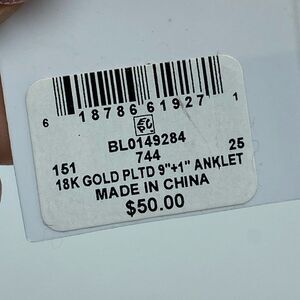 6 18786 61927 1
BL0149284
744
151 25
18K GOLD PLTD 9"+1" ANKLET
MADE IN CHINA
$50.00